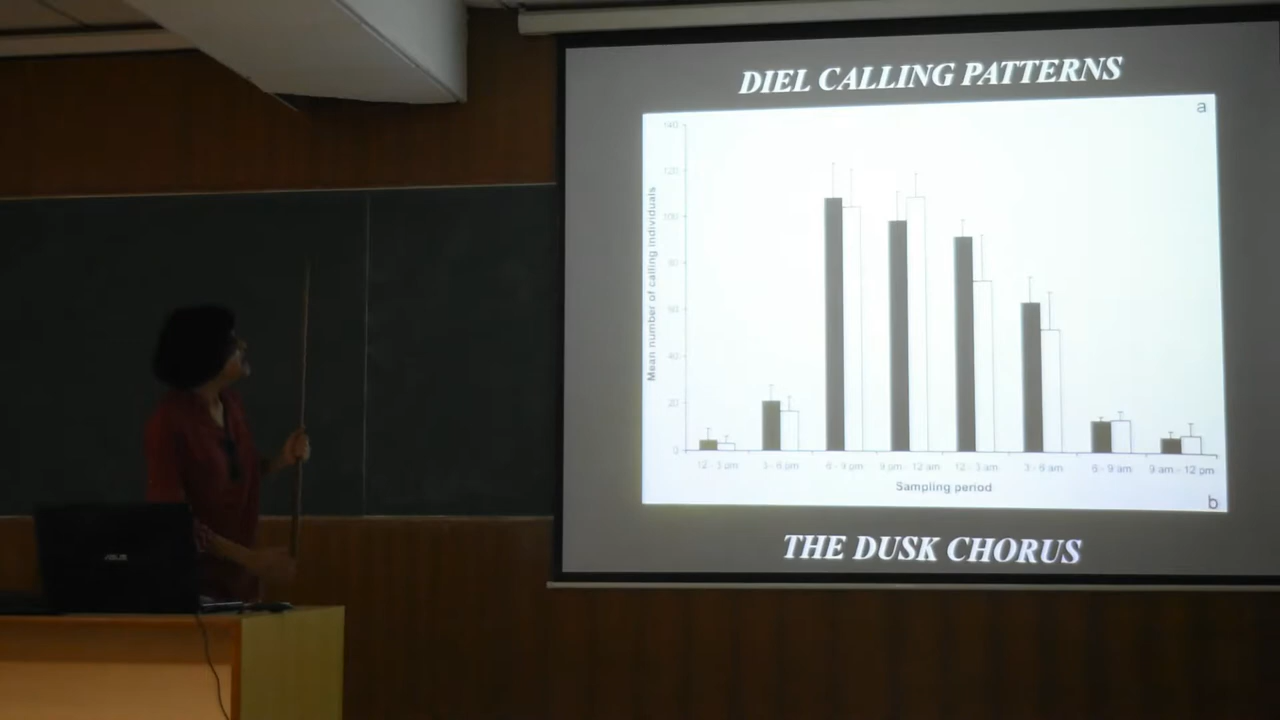 DIEL CALLING PATTERNS
a
140
120
100
80
60
40
20
0
Mean number of calling individuals
12 - 3 pm
3 - 6 pm
6 - 9 pm
9 pm - 12 am
12 - 3 am
3 - 6 am
6 - 9 am
9 am - 12 pm
Sampling period
b
THE DUSK CHORUS
ASUS